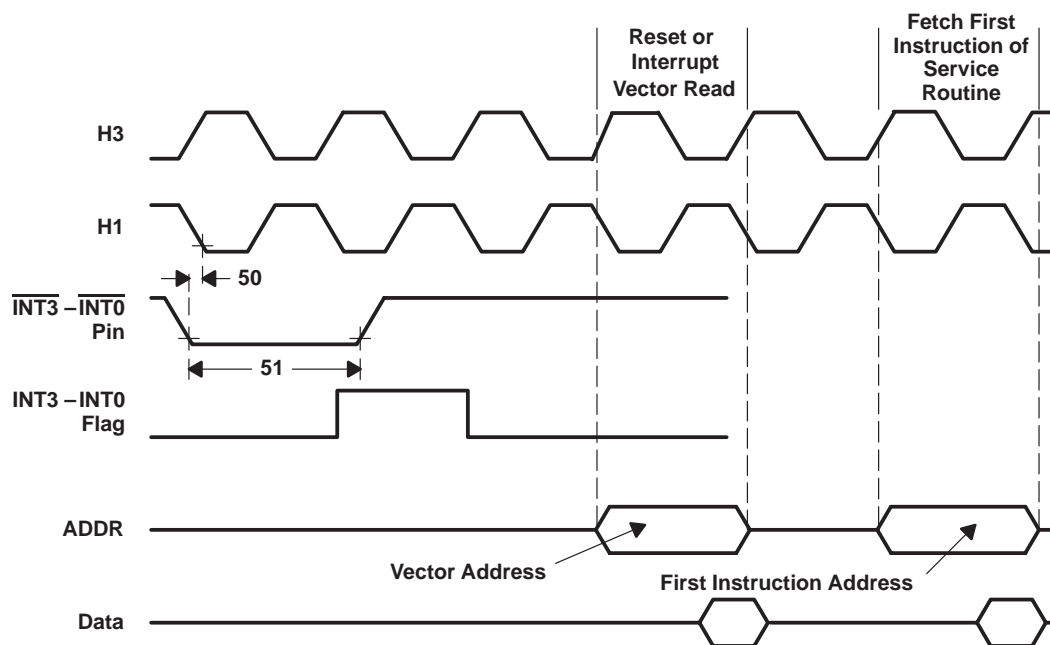 Reset or
Interrupt
Vector Read
Fetch First
Instruction of
Service
Routine
H3
H1
50
INT3 – INT0
Pin
51
INT3 – INT0
Flag
ADDR
Vector Address
First Instruction Address
Data